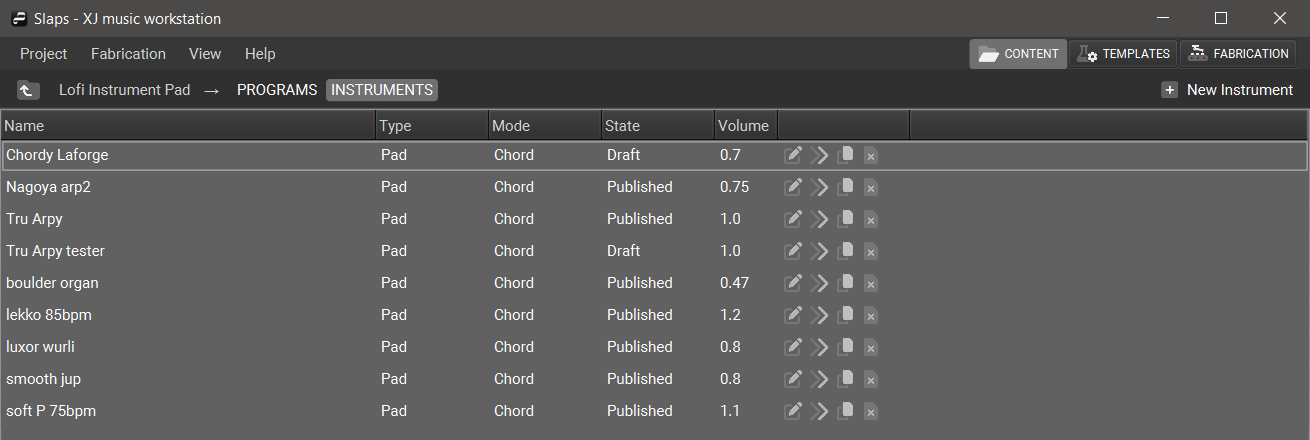 Slaps - XJ music workstation
Project Fabrication View Help CONTENT TEMPLATES FABRICATION
Lofi Instrument Pad → PROGRAMS INSTRUMENTS New Instrument
Name Type Mode State Volume
Chordy Laforge Pad Chord Draft 0.7
Nagoya arp2 Pad Chord Published 0.75
Tru Arpy Pad Chord Published 1.0
Tru Arpy tester Pad Chord Draft 1.0
boulder organ Pad Chord Published 0.47
lekko 85bpm Pad Chord Published 1.2
luxor wurli Pad Chord Published 0.8
smooth jup Pad Chord Published 0.8
soft P 75bpm Pad Chord Published 1.1